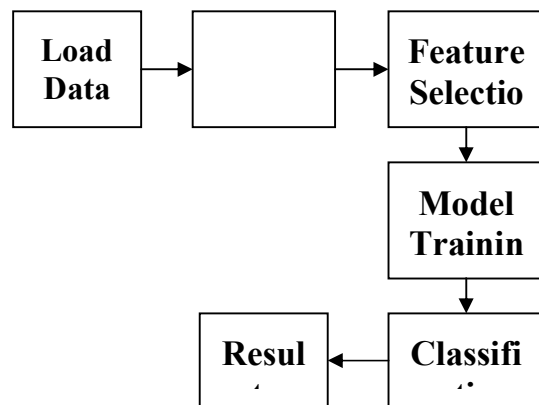 Load
Data
Feature
Selectio
Model
Trainin
Classifi
Resul